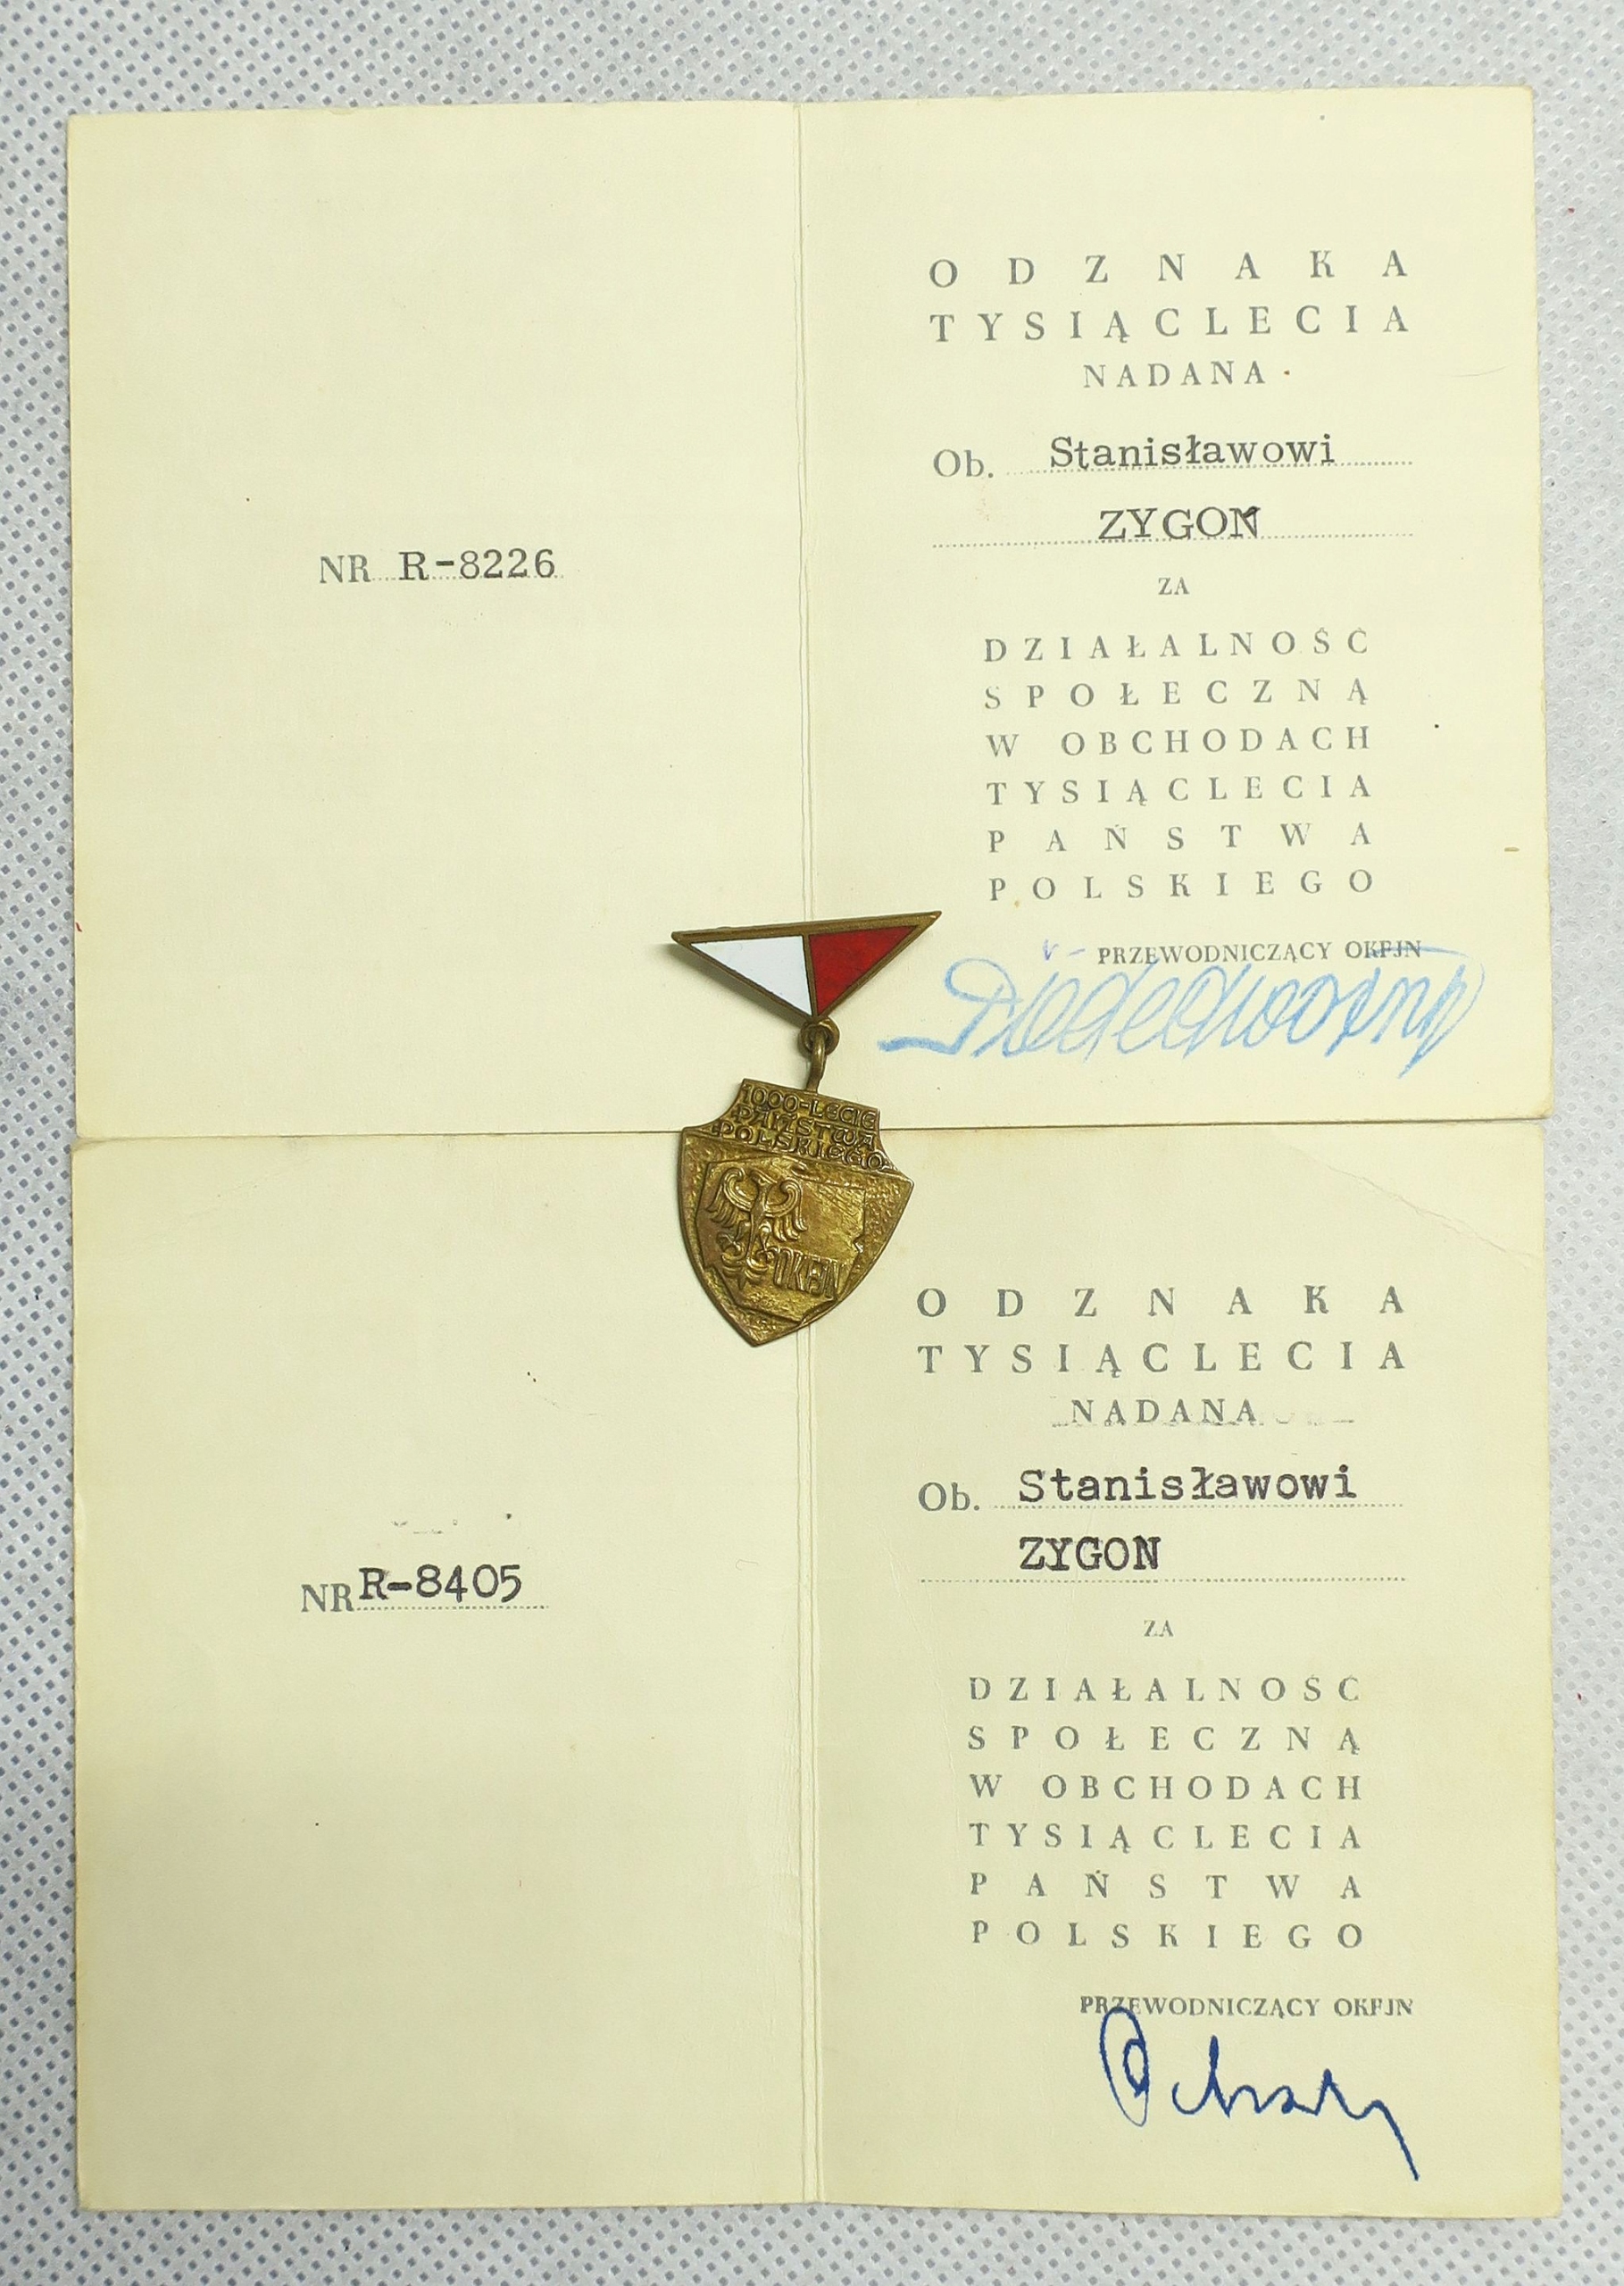 ODZNAKA
TYSIĄCLECIA
NADANA
Ob. Stanisławowi
ZYGON
ZA
DZIAŁALNOŚĆ
SPOŁECZNĄ
W OBCHODACH
TYSIĄCLECIA
PAŃSTWA
POLSKIEGO
PRZEWODNICZĄCY OKFJN
NR R-8226
1000-LECIE
PAŃSTWA
POLSKIEGO
OKFJN
ODZNAKA
TYSIĄCLECIA
NADANA
Ob. Stanisławowi
ZYGON
ZA
DZIAŁALNOŚĆ
SPOŁECZNĄ
W OBCHODACH
TYSIĄCLECIA
PAŃSTWA
POLSKIEGO
PRZEWODNICZĄCY OKFJN
NR R-8405